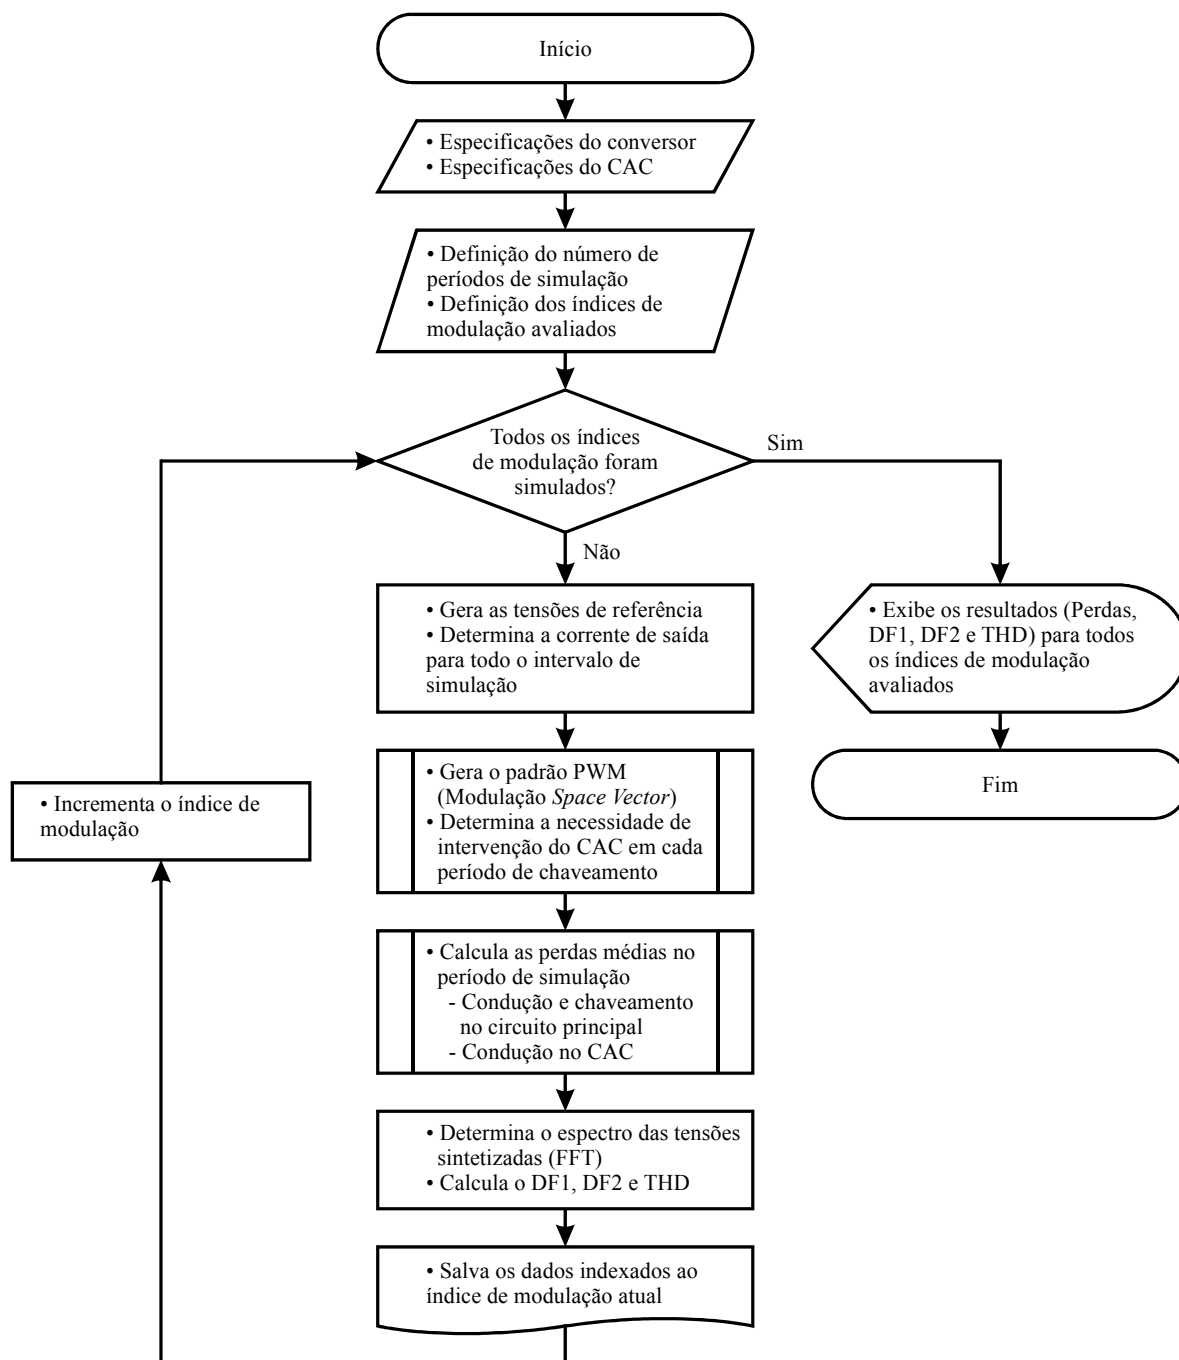 Início
• Especificações do conversor
• Especificações do CAC
• Definição do número de
períodos de simulação
• Definição dos índices de
modulação avaliados
Todos os índices
de modulação foram
simulados?
Sim
Não
• Gera as tensões de referência
• Determina a corrente de saída
para todo o intervalo de
simulação
• Exibe os resultados (Perdas,
DF1, DF2 e THD) para todos
os índices de modulação
avaliados
• Gera o padrão PWM
(Modulação Space Vector)
• Determina a necessidade de
intervenção do CAC em cada
período de chaveamento
Fim
• Incrementa o índice de
modulação
• Calcula as perdas médias no
período de simulação
- Condução e chaveamento
no circuito principal
- Condução no CAC
• Determina o espectro das tensões
sintetizadas (FFT)
• Calcula o DF1, DF2 e THD
• Salva os dados indexados ao
índice de modulação atual